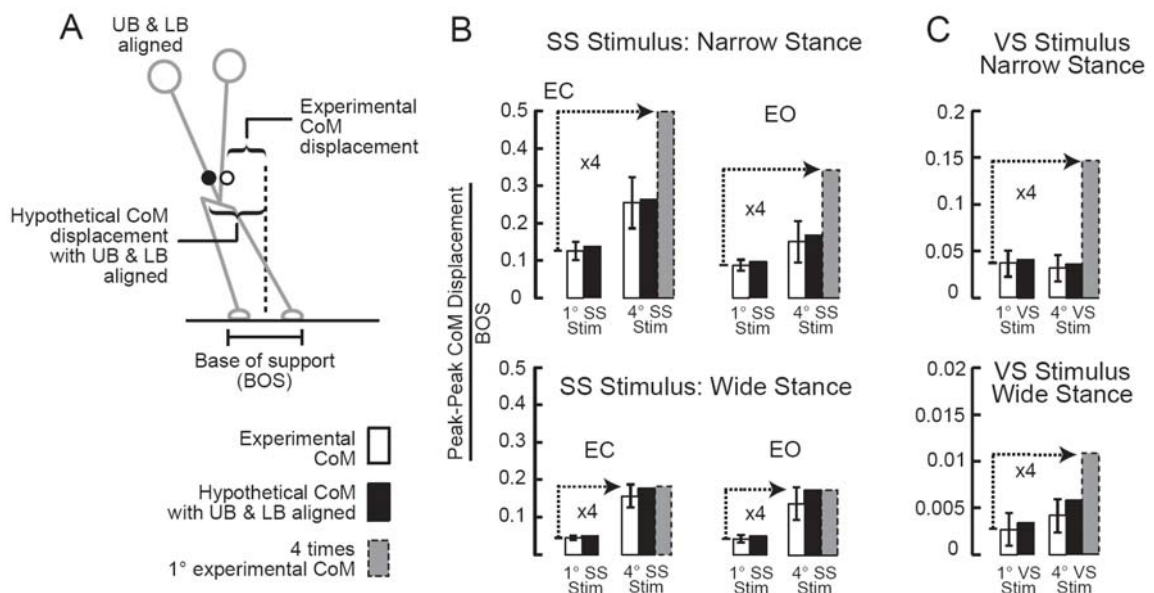 A
UB & LB
aligned
Experimental
CoM
displacement
Hypothetical CoM
displacement
with UB & LB
aligned
Base of support
(BOS)
Experimental
CoM
Hypothetical CoM
with UB & LB
aligned
4 times
1° experimental CoM
B
SS Stimulus: Narrow Stance
Peak-Peak CoM Displacement
BOS
EC
0.5
0.4
0.3
0.2
0.1
0
x4
1° SS
Stim
4° SS
Stim
EO
x4
1° SS
Stim
4° SS
Stim
SS Stimulus: Wide Stance
EC
0.5
0.4
0.3
0.2
0.1
x4
1° SS
Stim
4° SS
Stim
EO
x4
1° SS
Stim
4° SS
Stim
C
VS Stimulus
Narrow Stance
0.2
0.15
0.1
0.05
0
x4
1° VS
Stim
4° VS
Stim
VS Stimulus
Wide Stance
0.02
0.015
0.01
0.005
0
x4
1° VS
Stim
4° VS
Stim